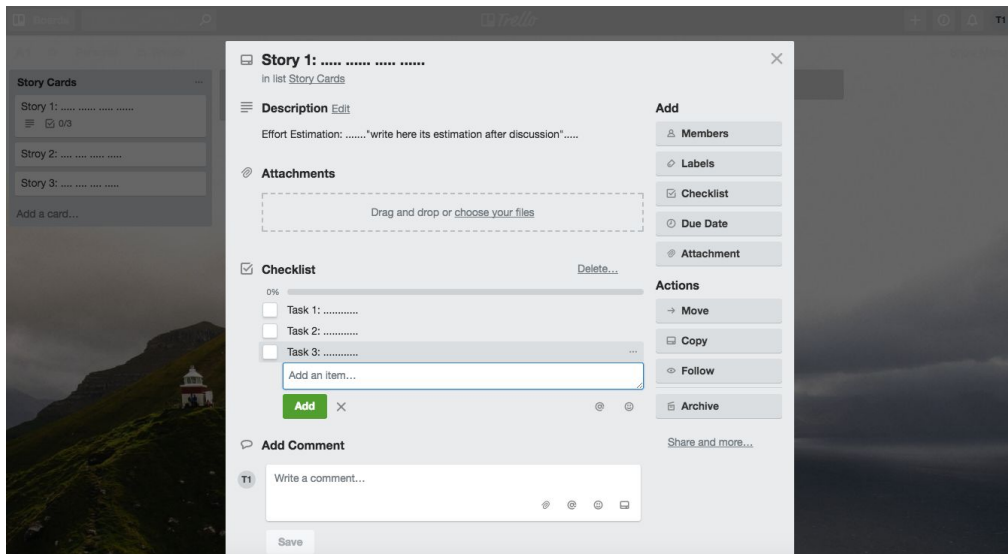 Boards
Trello
T1
Story Cards
Story 1: ..... ...... ..... ......
0/3
Stroy 2: .... .... ..... .....
Story 3: .... .... .... .....
Add a card...
Story 1: ..... ...... ..... ......
in list Story Cards
Description Edit
Effort Estimation: ......."write here its estimation after discussion".....
Attachments
Drag and drop or choose your files
Checklist
Delete...
0%
Task 1: ............
Task 2: ............
Task 3: ............
Add an item...
Add
Add Comment
T1
Write a comment...
Save
Add
Members
Labels
Checklist
Due Date
Attachment
Actions
Move
Copy
Follow
Archive
Share and more...